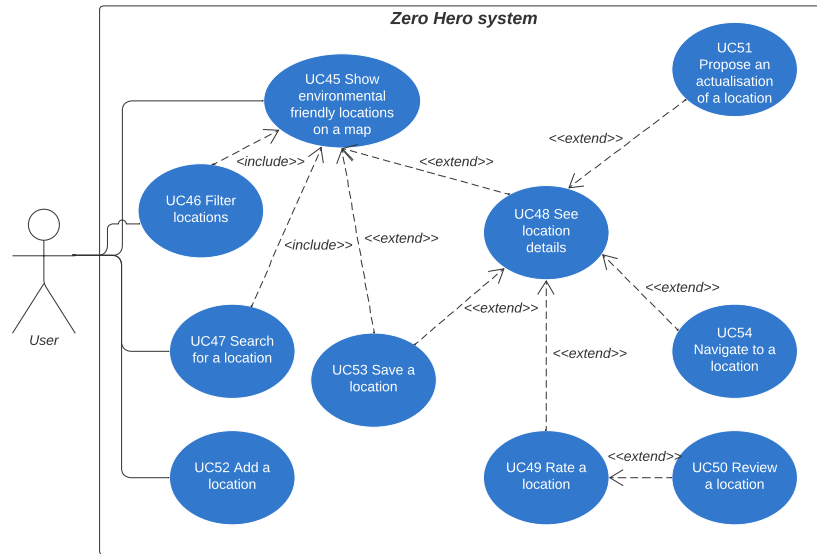 Zero Hero system
UC45 Show
environmental
friendly locations
on a map
UC51
Propose an
actualisation
of a location
<<extend>>
<include>>
<<extend>>
UC46 Filter
locations
UC48 See
location
details
<include>>
<<extend>>
<<extend>>
<<extend>>
User
UC47 Search
for a location
UC53 Save a
location
<<extend>>
UC54
Navigate to a
location
UC52 Add a
location
UC49 Rate a
location
<<extend>>
UC50 Review
a location